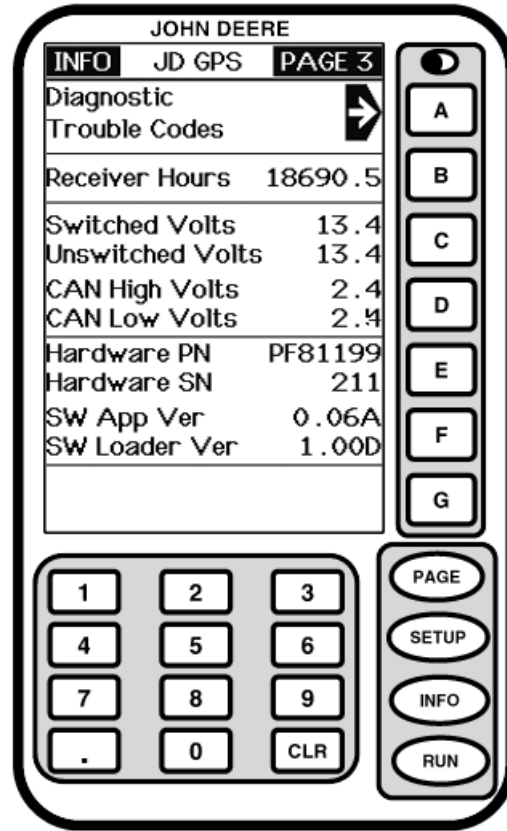 JOHN DEERE
INFO JD GPS PAGE 3
Diagnostic
Trouble Codes
Receiver Hours 18690.5
Switched Volts 13.4
Unswitched Volts 13.4
CAN High Volts 2.4
CAN Low Volts 2.4
Hardware PN PF81199
Hardware SN 211
SW App Ver 0.06A
SW Loader Ver 1.00D
A
B
C
D
E
F
G
PAGE
SETUP
INFO
RUN
1 2 3
4 5 6
7 8 9
. 0 CLR